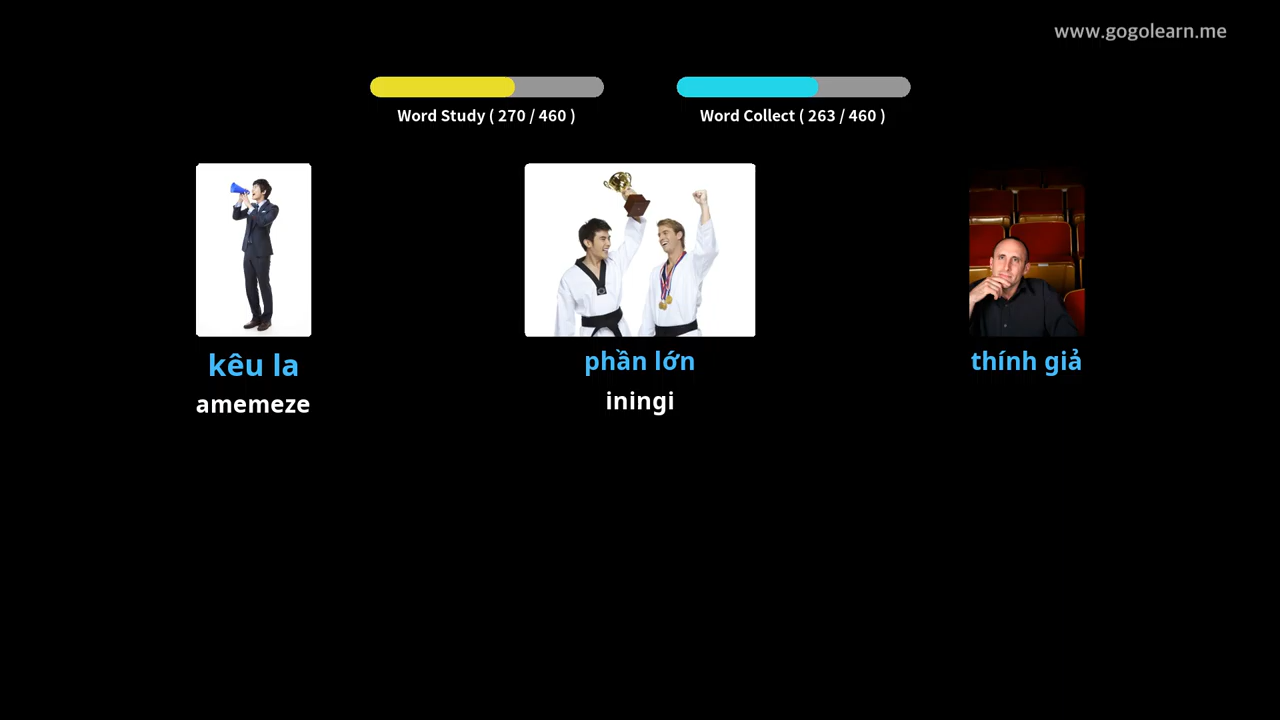 www.gogolearn.me
Word Study ( 270 / 460 )
Word Collect ( 263 / 460 )
kêu la
amemeze
phần lớn
iningi
thính giả